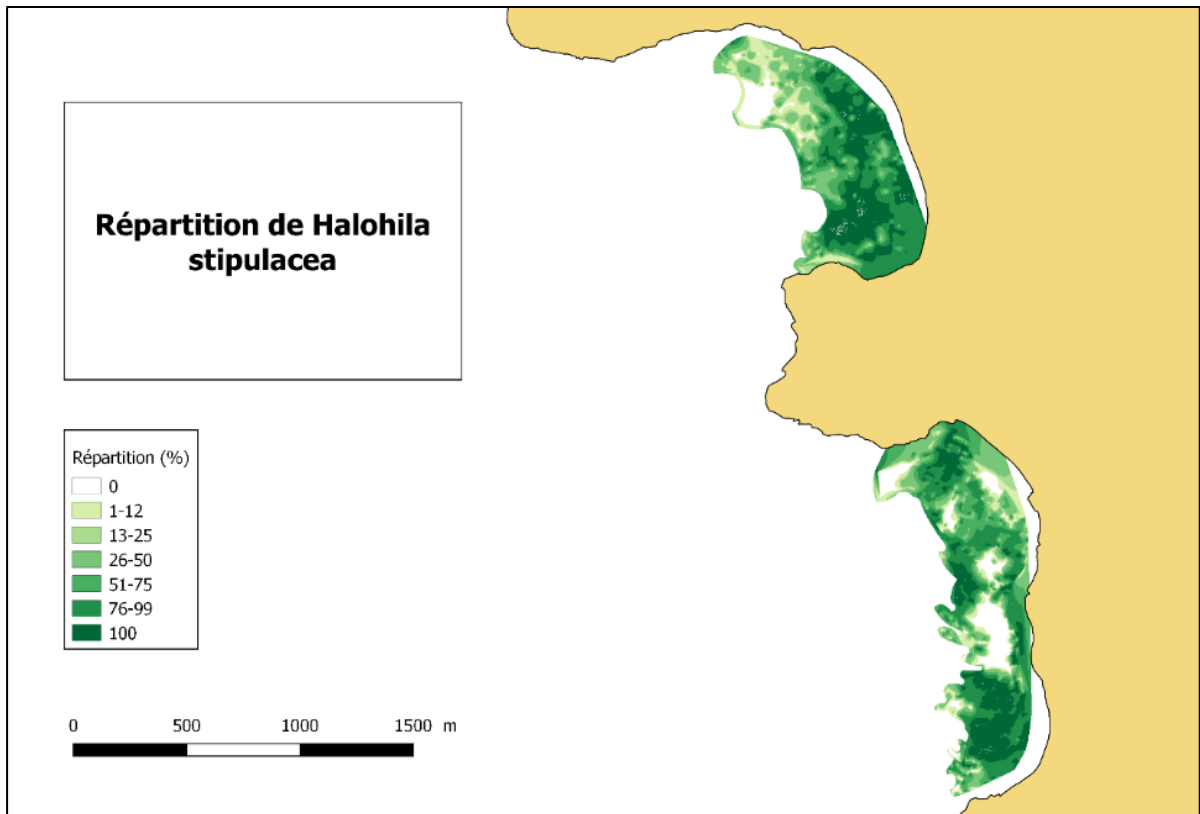 Répartition de Halohila
stipulacea
Répartition (%)
0
1-12
13-25
26-50
51-75
76-99
100
0 500 1000 1500 m